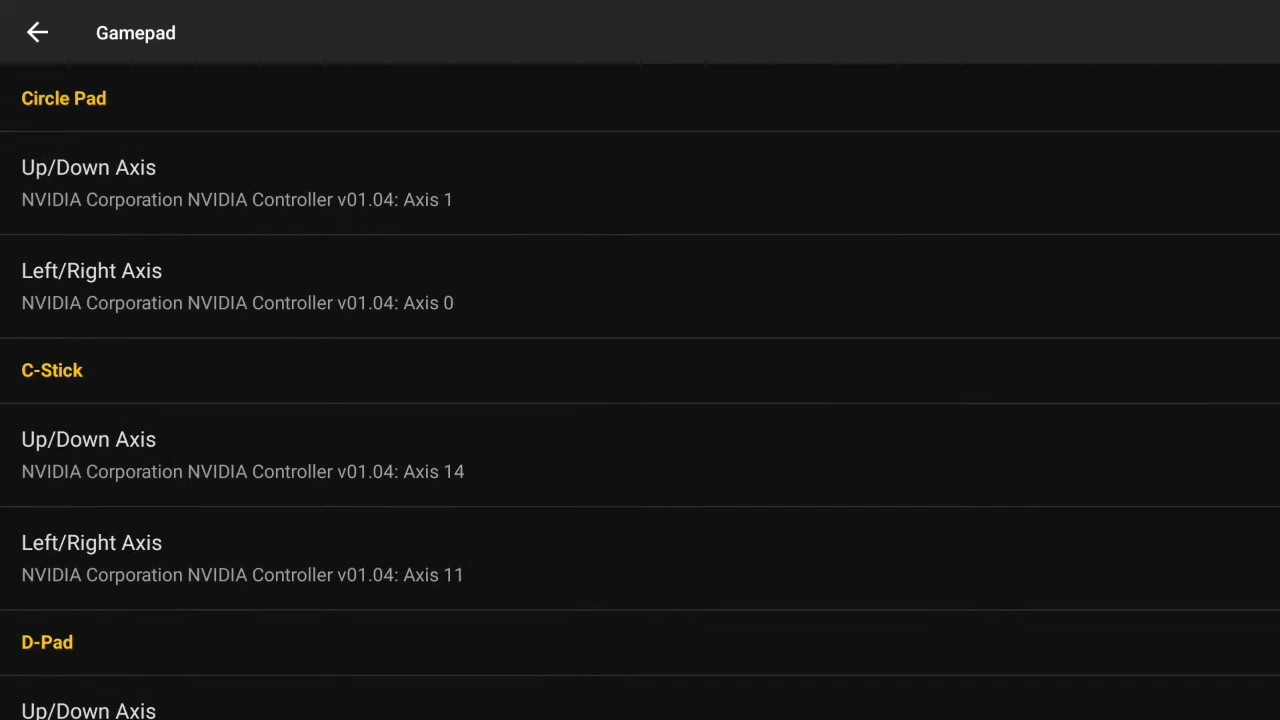 Gamepad
Circle Pad
Up/Down Axis
NVIDIA Corporation NVIDIA Controller v01.04: Axis 1
Left/Right Axis
NVIDIA Corporation NVIDIA Controller v01.04: Axis 0
C-Stick
Up/Down Axis
NVIDIA Corporation NVIDIA Controller v01.04: Axis 14
Left/Right Axis
NVIDIA Corporation NVIDIA Controller v01.04: Axis 11
D-Pad
Up/Down Axis